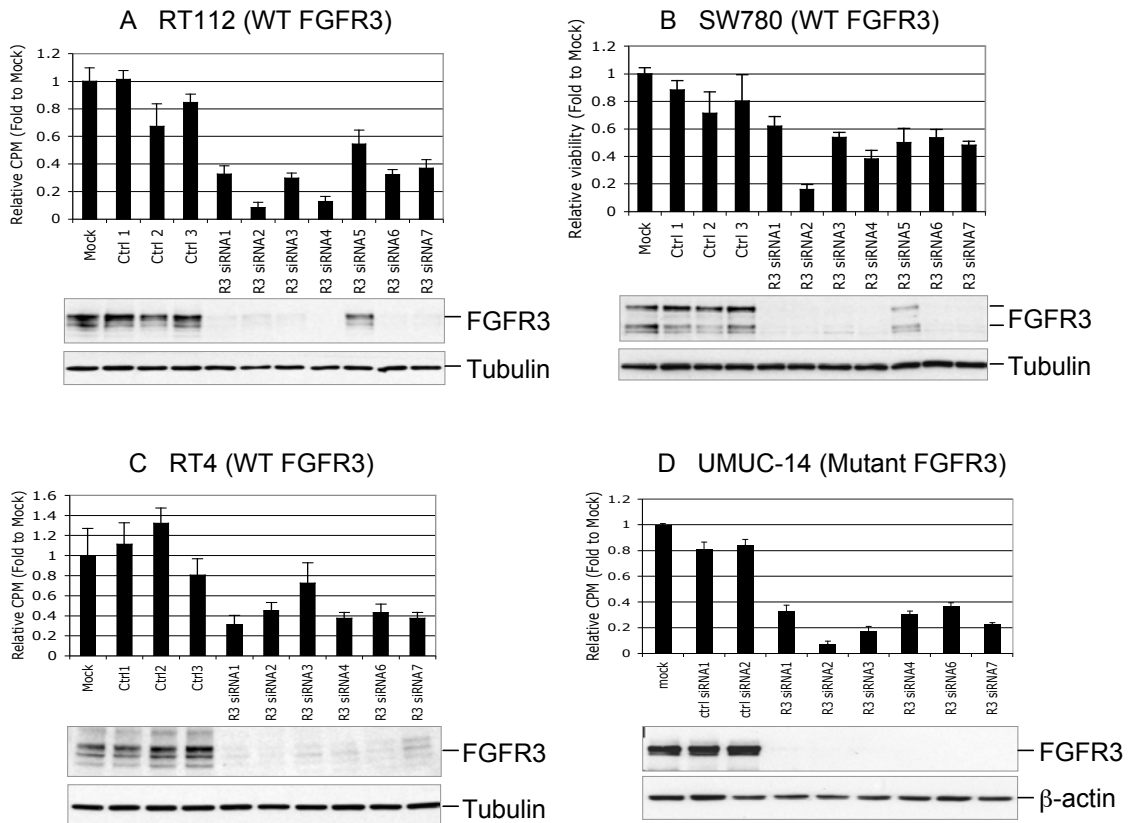 A RT112 (WT FGFR3)
Relative CPM (Fold to Mock)
1.2
1
0.8
0.6
0.4
0.2
0
Mock
Ctrl 1
Ctrl 2
Ctrl 3
R3 siRNA1
R3 siRNA2
R3 siRNA3
R3 siRNA4
R3 siRNA5
R3 siRNA6
R3 siRNA7
FGFR3
Tubulin
B SW780 (WT FGFR3)
Relative viability (Fold to Mock)
1.2
1
0.8
0.6
0.4
0.2
0
Mock
Ctrl 1
Ctrl 2
Ctrl 3
R3 siRNA1
R3 siRNA2
R3 siRNA3
R3 siRNA4
R3 siRNA5
R3 siRNA6
R3 siRNA7
FGFR3
Tubulin
C RT4 (WT FGFR3)
Relative CPM (Fold to Mock)
1.6
1.4
1.2
1
0.8
0.6
0.4
0.2
0
Mock
Ctrl1
Ctrl2
Ctrl3
R3 siRNA1
R3 siRNA2
R3 siRNA3
R3 siRNA4
R3 siRNA6
R3 siRNA7
FGFR3
Tubulin
D UMUC-14 (Mutant FGFR3)
Relative CPM (Fold to Mock)
1.2
1
0.8
0.6
0.4
0.2
0
mock
ctrl siRNA1
ctrl siRNA2
R3 siRNA1
R3 siRNA2
R3 siRNA3
R3 siRNA4
R3 siRNA6
R3 siRNA7
FGFR3
β-actin